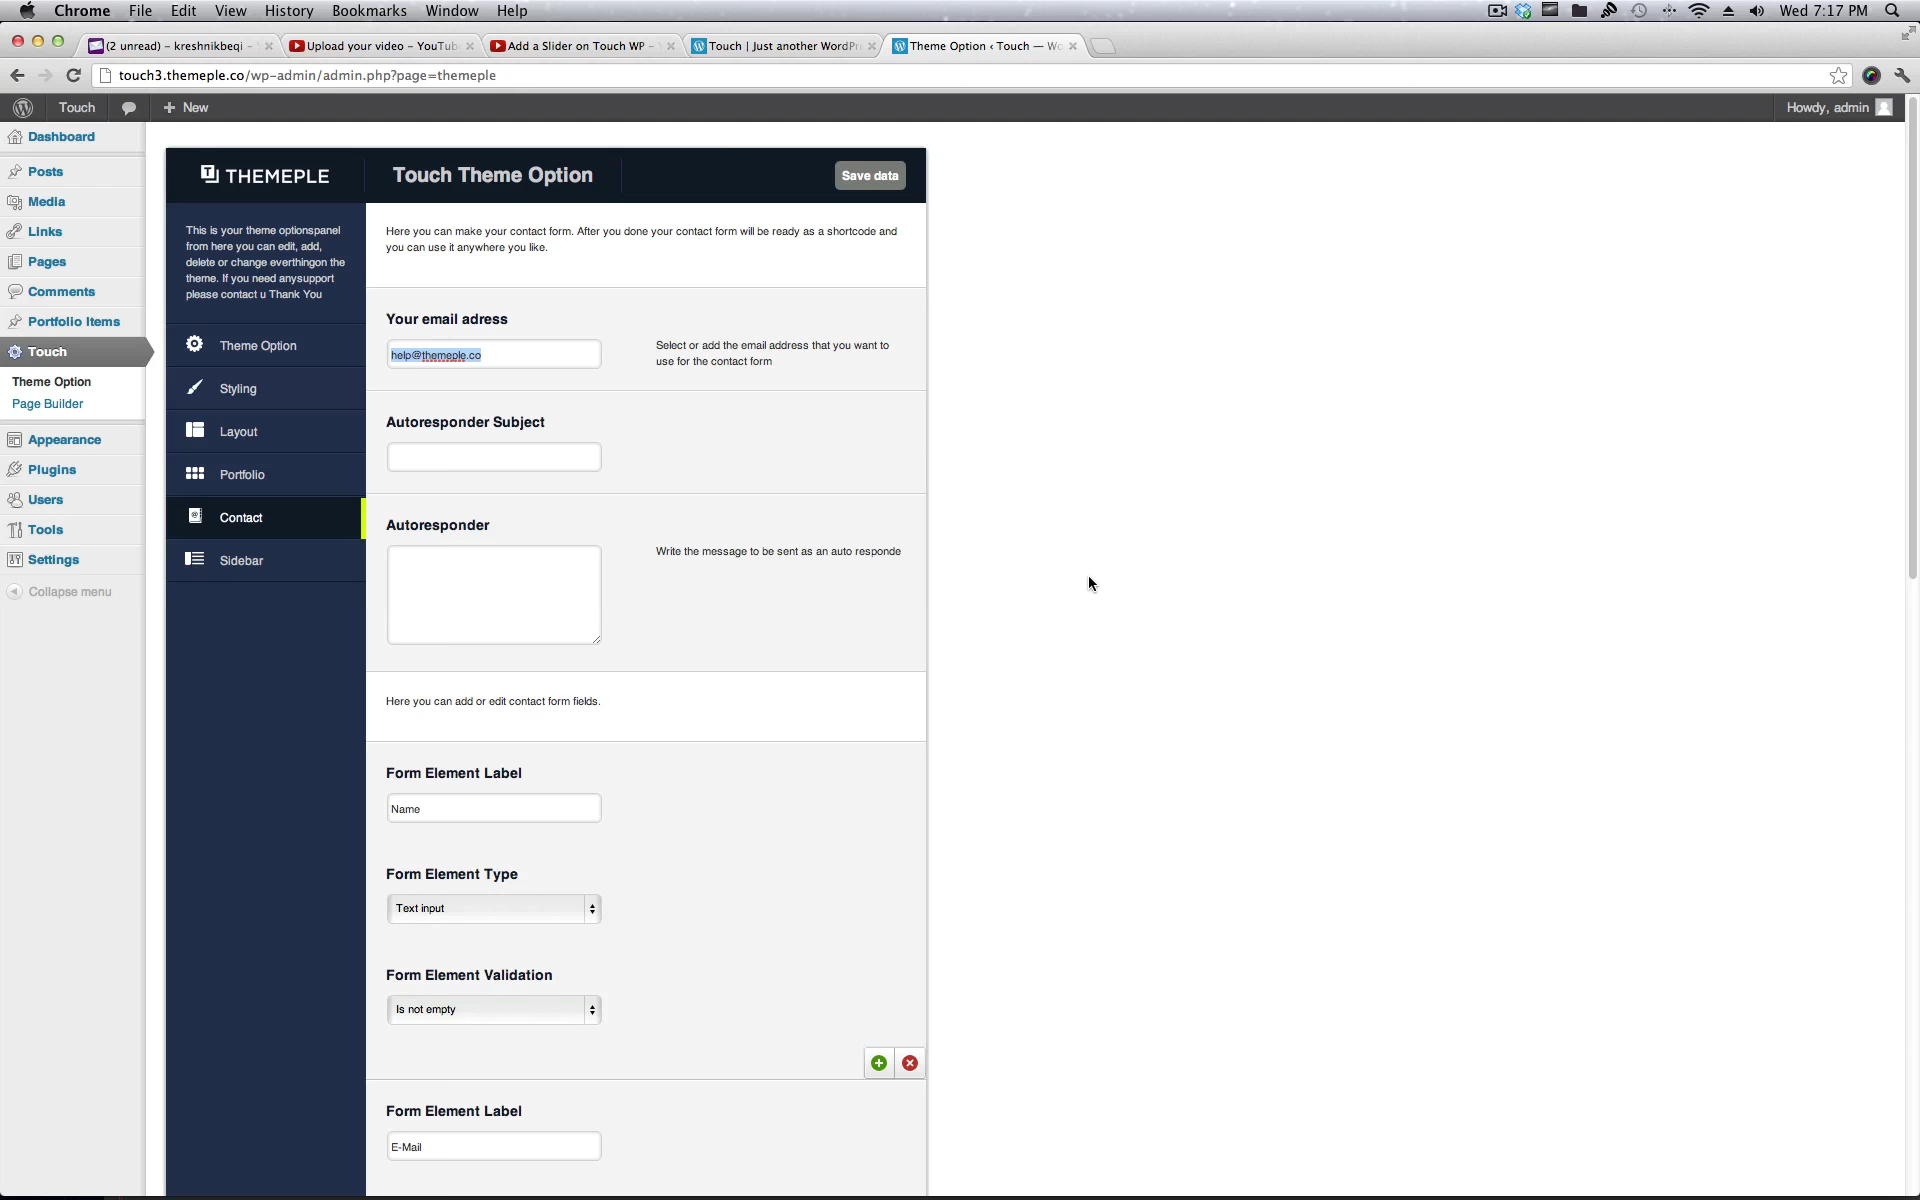 Chrome File Edit View History Bookmarks Window Help Wed 7:17 PM
(2 unread) – kreshnikbeqi – Upload your video – YouTub Add a Slider on Touch WP – Touch | Just another WordPr Theme Option ‹ Touch — Wo
touch3.themeple.co/wp-admin/admin.php?page=themeple
Touch + New Howdy, admin
Dashboard
Posts
Media
Links
Pages
Comments
Portfolio Items
Touch
Theme Option
Page Builder
Appearance
Plugins
Users
Tools
Settings
Collapse menu
THEMEPLE
Touch Theme Option
Save data
This is your theme optionspanel
from here you can edit, add,
delete or change everthingon the
theme. If you need anysupport
please contact u Thank You
Theme Option
Styling
Layout
Portfolio
Contact
Sidebar
Here you can make your contact form. After you done your contact form will be ready as a shortcode and
you can use it anywhere you like.
Your email adress
help@themeple.co
Select or add the email address that you want to
use for the contact form
Autoresponder Subject
Autoresponder
Write the message to be sent as an auto responde
Here you can add or edit contact form fields.
Form Element Label
Name
Form Element Type
Text input
Form Element Validation
Is not empty
Form Element Label
E-Mail